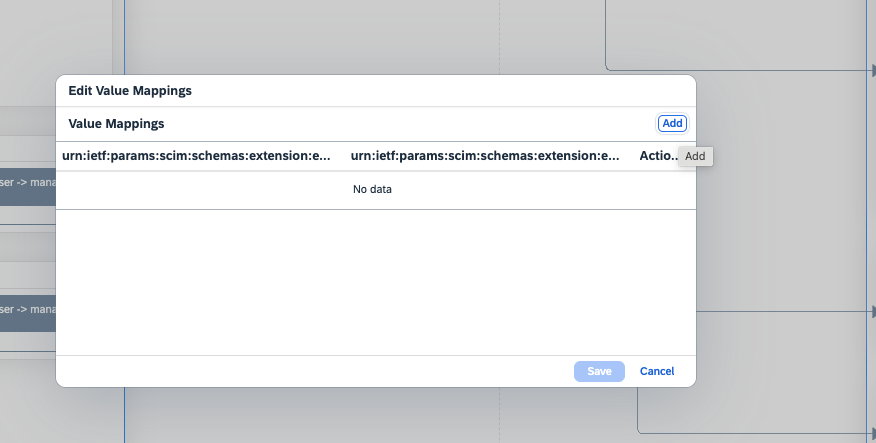 Edit Value Mappings
Value Mappings
Add
urn:ietf:params:scim:schemas:extension:e... urn:ietf:params:scim:schemas:extension:e... Actio..
Add
No data
ser -> mana
ser -> mana
Save Cancel